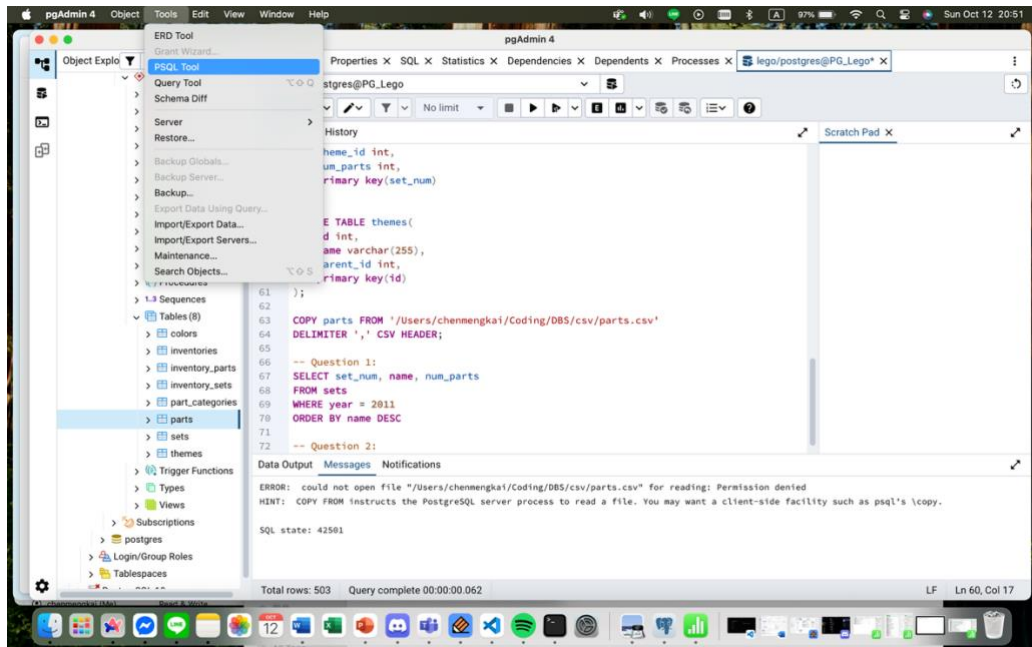 pgAdmin 4 Object Tools Edit View Window Help
A 97% Sun Oct 12 20:51
pgAdmin 4
ERD Tool
Grant Wizard...
PSQL Tool
Query Tool ⌥⇧Q
Schema Diff
Server
Restore...
Backup Globals...
Backup Server...
Backup...
Export Data Using Query...
Import/Export Data...
Import/Export Servers...
Maintenance...
Search Objects... ⌥⇧S
Object Explo
Properties SQL Statistics Dependencies Dependents Processes lego/postgres@PG_Lego*
stgres@PG_Lego
No limit
History
Scratch Pad
heme_id int,
um_parts int,
rimary key(set_num)
E TABLE themes(
d int,
ame varchar(255),
arent_id int,
rimary key(id)
61 );
62
63 COPY parts FROM '/Users/chenmengkai/Coding/DBS/csv/parts.csv'
64 DELIMITER ',' CSV HEADER;
65
66 -- Question 1:
67 SELECT set_num, name, num_parts
68 FROM sets
69 WHERE year = 2011
70 ORDER BY name DESC
71
72 -- Question 2:
Procedures
1..3 Sequences
Tables (8)
colors
inventories
inventory_parts
inventory_sets
part_categories
parts
sets
themes
Trigger Functions
Types
Views
Subscriptions
postgres
Login/Group Roles
Tablespaces
Data Output Messages Notifications
ERROR: could not open file "/Users/chenmengkai/Coding/DBS/csv/parts.csv" for reading: Permission denied
HINT: COPY FROM instructs the PostgreSQL server process to read a file. You may want a client-side facility such as psql's \copy.
SQL state: 42501
Total rows: 503 Query complete 00:00:00.062 LF Ln 60, Col 17
chenmengkai (Me) Read & Write
OCT
12